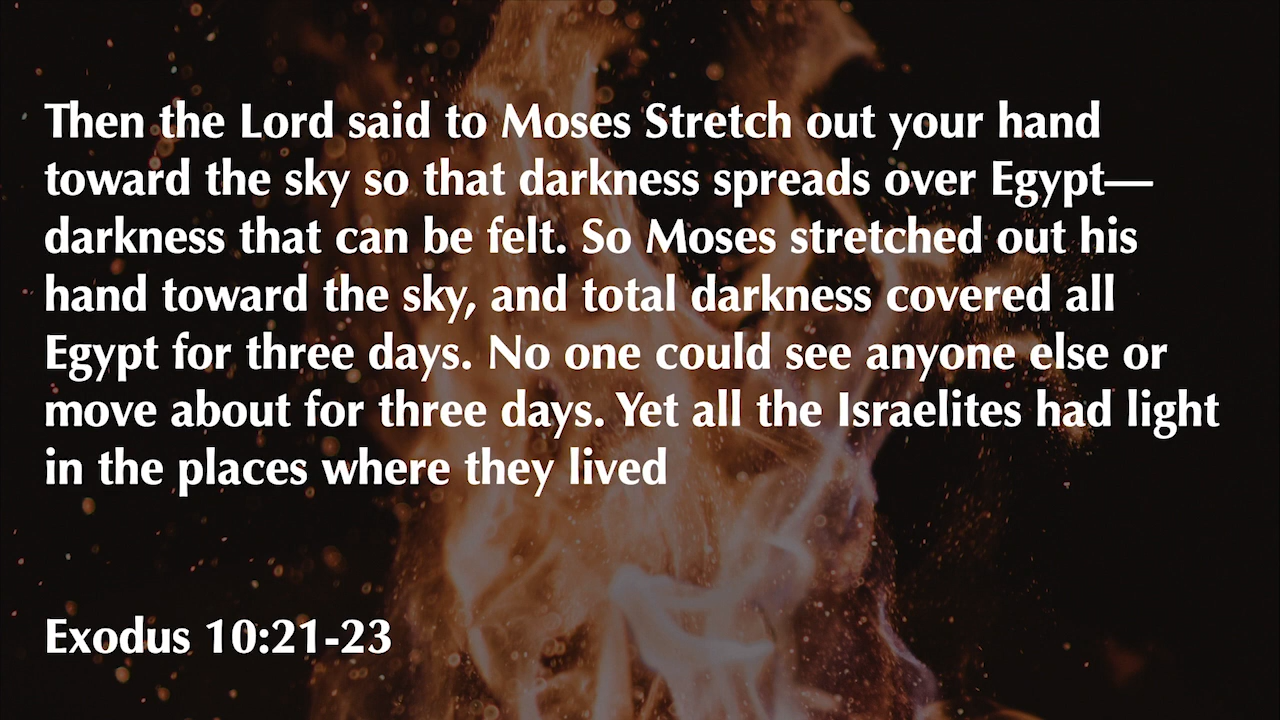 Then the Lord said to Moses Stretch out your hand
toward the sky so that darkness spreads over Egypt—
darkness that can be felt. So Moses stretched out his
hand toward the sky, and total darkness covered all
Egypt for three days. No one could see anyone else or
move about for three days. Yet all the Israelites had light
in the places where they lived
Exodus 10:21-23